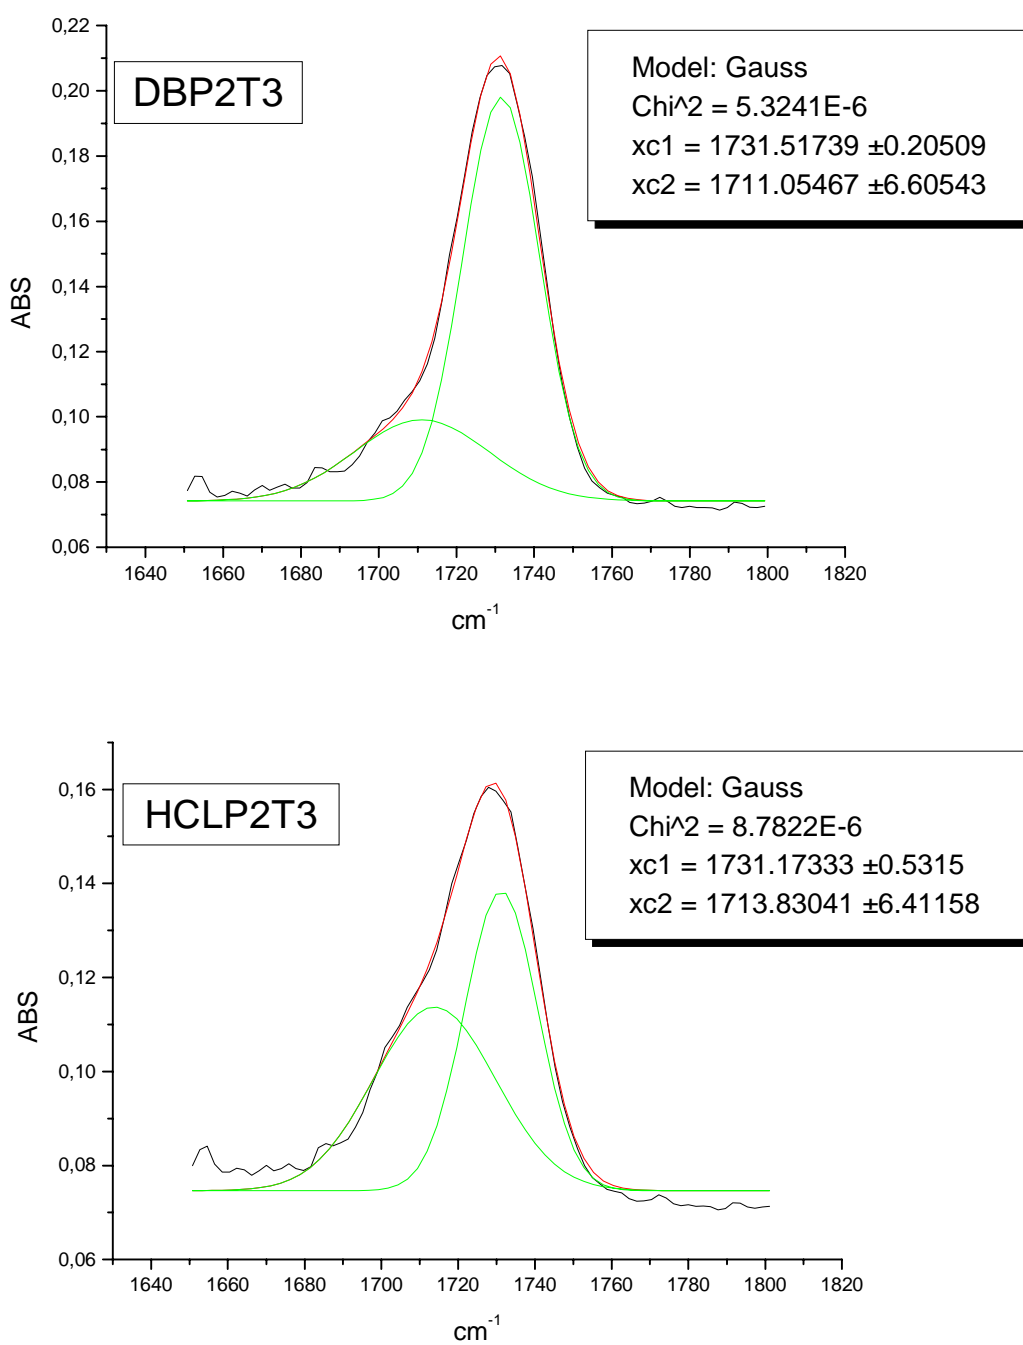 0,22
0,20
0,18
0,16
0,14
0,12
0,10
0,08
0,06
ABS
DBP2T3
Model: Gauss
Chi^2 = 5.3241E-6
xc1 = 1731.51739 ±0.20509
xc2 = 1711.05467 ±6.60543
1640 1660 1680 1700 1720 1740 1760 1780 1800 1820
cm-1
0,16
0,14
0,12
0,10
0,08
0,06
ABS
HCLP2T3
Model: Gauss
Chi^2 = 8.7822E-6
xc1 = 1731.17333 ±0.5315
xc2 = 1713.83041 ±6.41158
1640 1660 1680 1700 1720 1740 1760 1780 1800 1820
cm-1